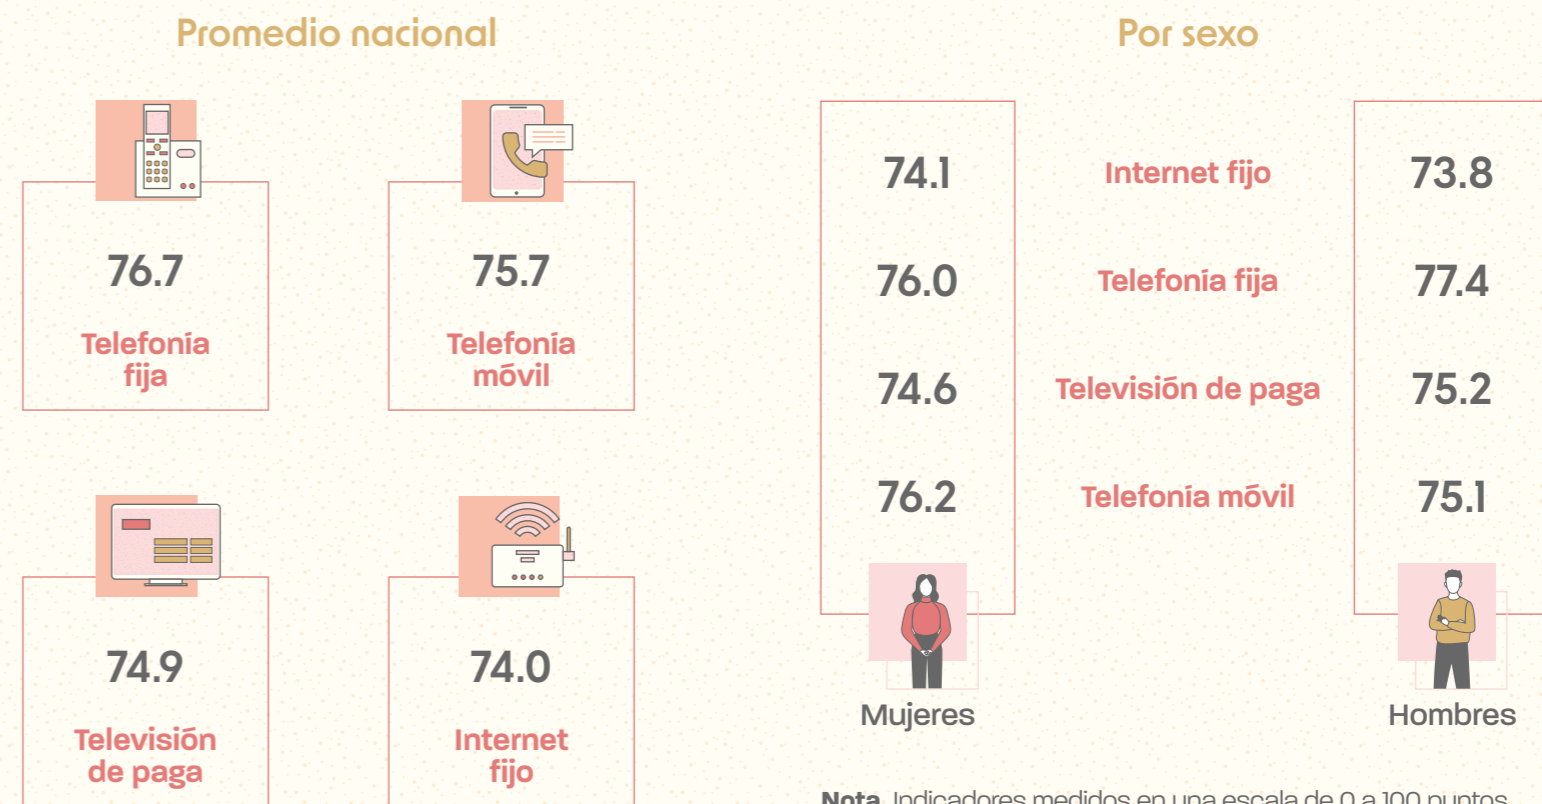 Promedio nacional
76.7
Telefonía
fija
75.7
Telefonía
móvil
74.9
Televisión
de paga
74.0
Internet
fijo
Por sexo
74.1 Internet fijo 73.8
76.0 Telefonía fija 77.4
74.6 Televisión de paga 75.2
76.2 Telefonía móvil 75.1
Mujeres Hombres
Nota. Indicadores medidos en una escala de 0 a 100 puntos